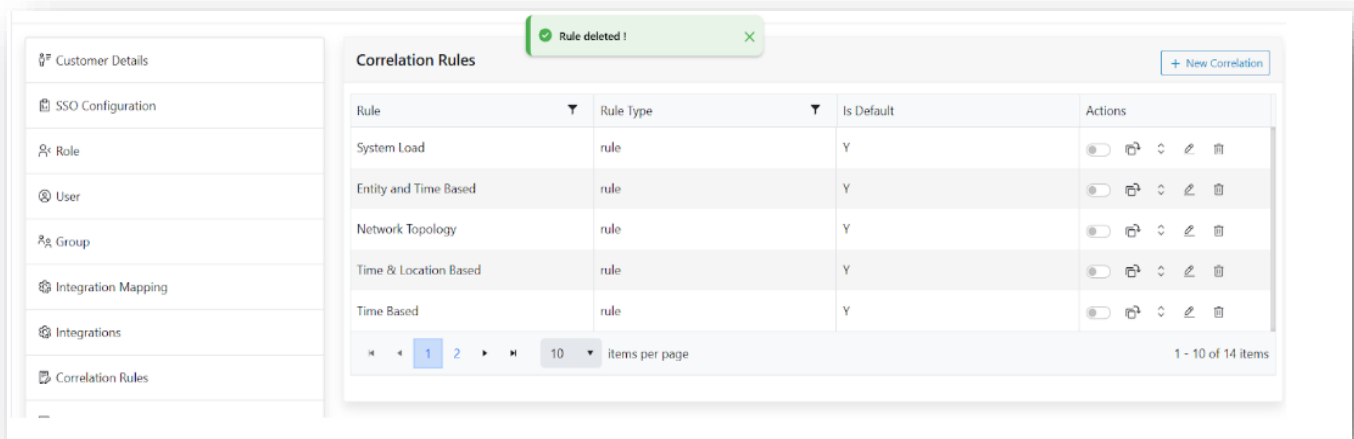 Rule deleted !
Customer Details
SSO Configuration
Role
User
Group
Integration Mapping
Integrations
Correlation Rules
Correlation Rules
+ New Correlation
Rule Rule Type Is Default Actions
System Load rule Y
Entity and Time Based rule Y
Network Topology rule Y
Time & Location Based rule Y
Time Based rule Y
1 2 10 items per page 1 - 10 of 14 items